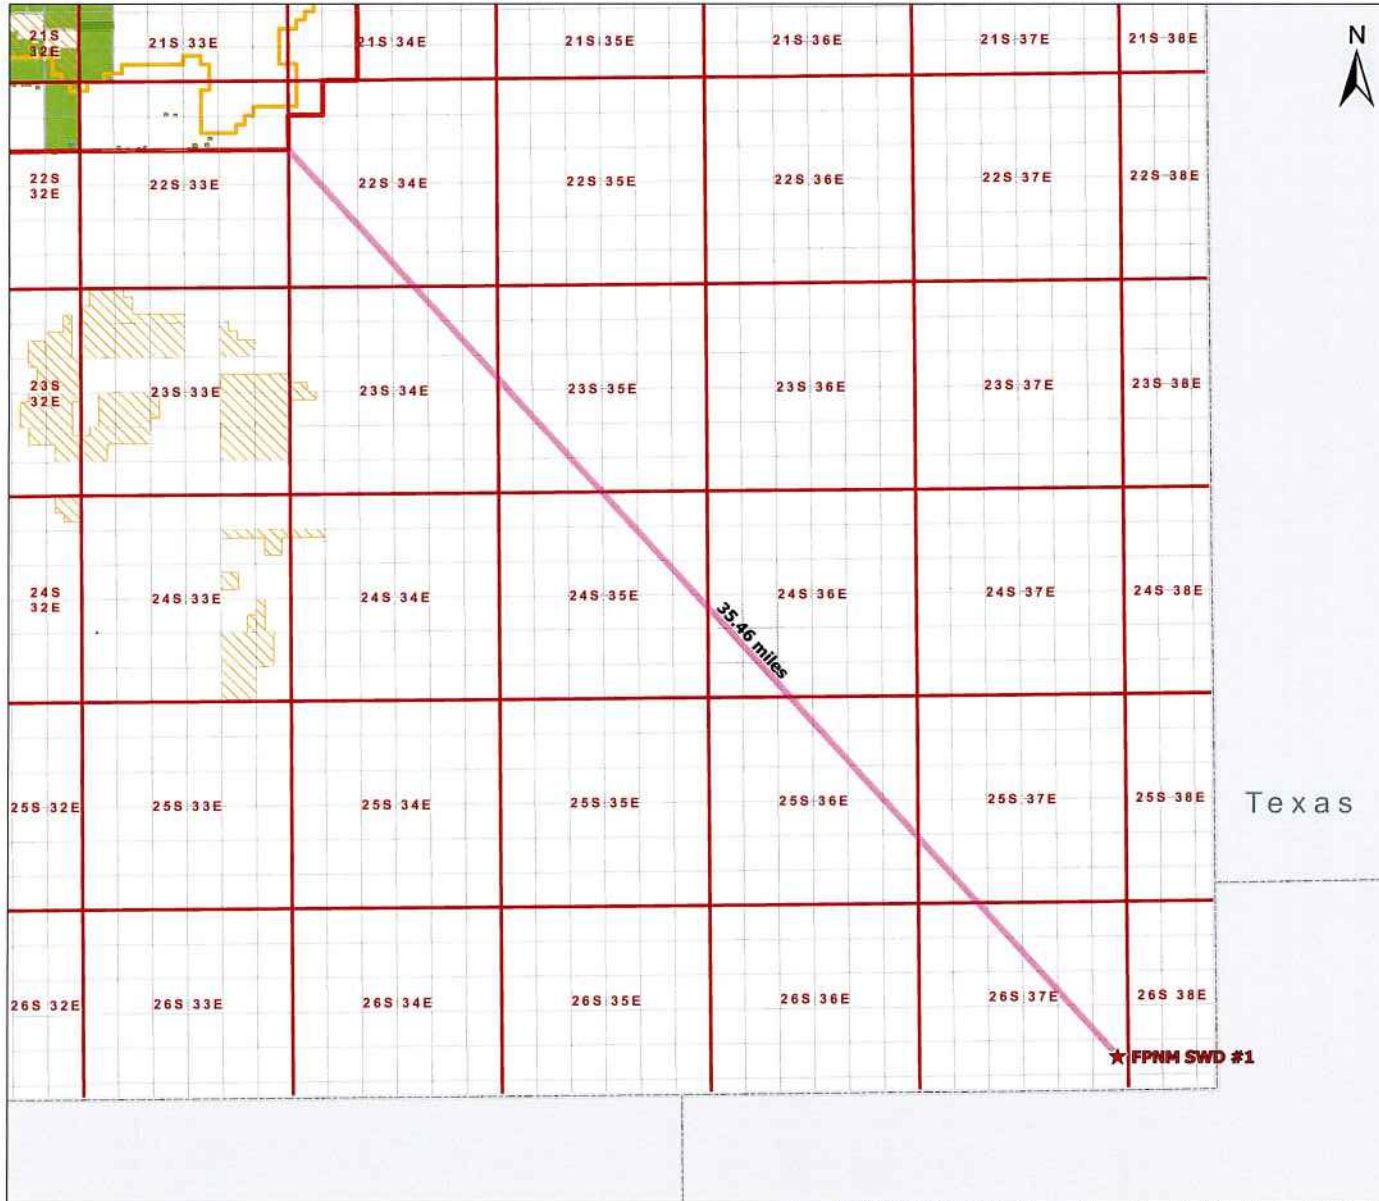 N
21S
32E
21S 33E
21S 34E
21S 35E
21S 36E
21S 37E
21S 38E
22S
32E
22S 33E
22S 34E
22S 35E
22S 36E
22S 37E
22S 38E
23S
32E
23S 33E
23S 34E
23S 35E
23S 36E
23S 37E
23S 38E
24S
32E
24S 33E
24S 34E
24S 35E
24S 36E
24S 37E
24S 38E
35.46 miles
25S 32E
25S 33E
25S 34E
25S 35E
25S 36E
25S 37E
25S 38E
Texas
26S 32E
26S 33E
26S 34E
26S 35E
26S 36E
26S 37E
26S 38E
FPNM SWD #1